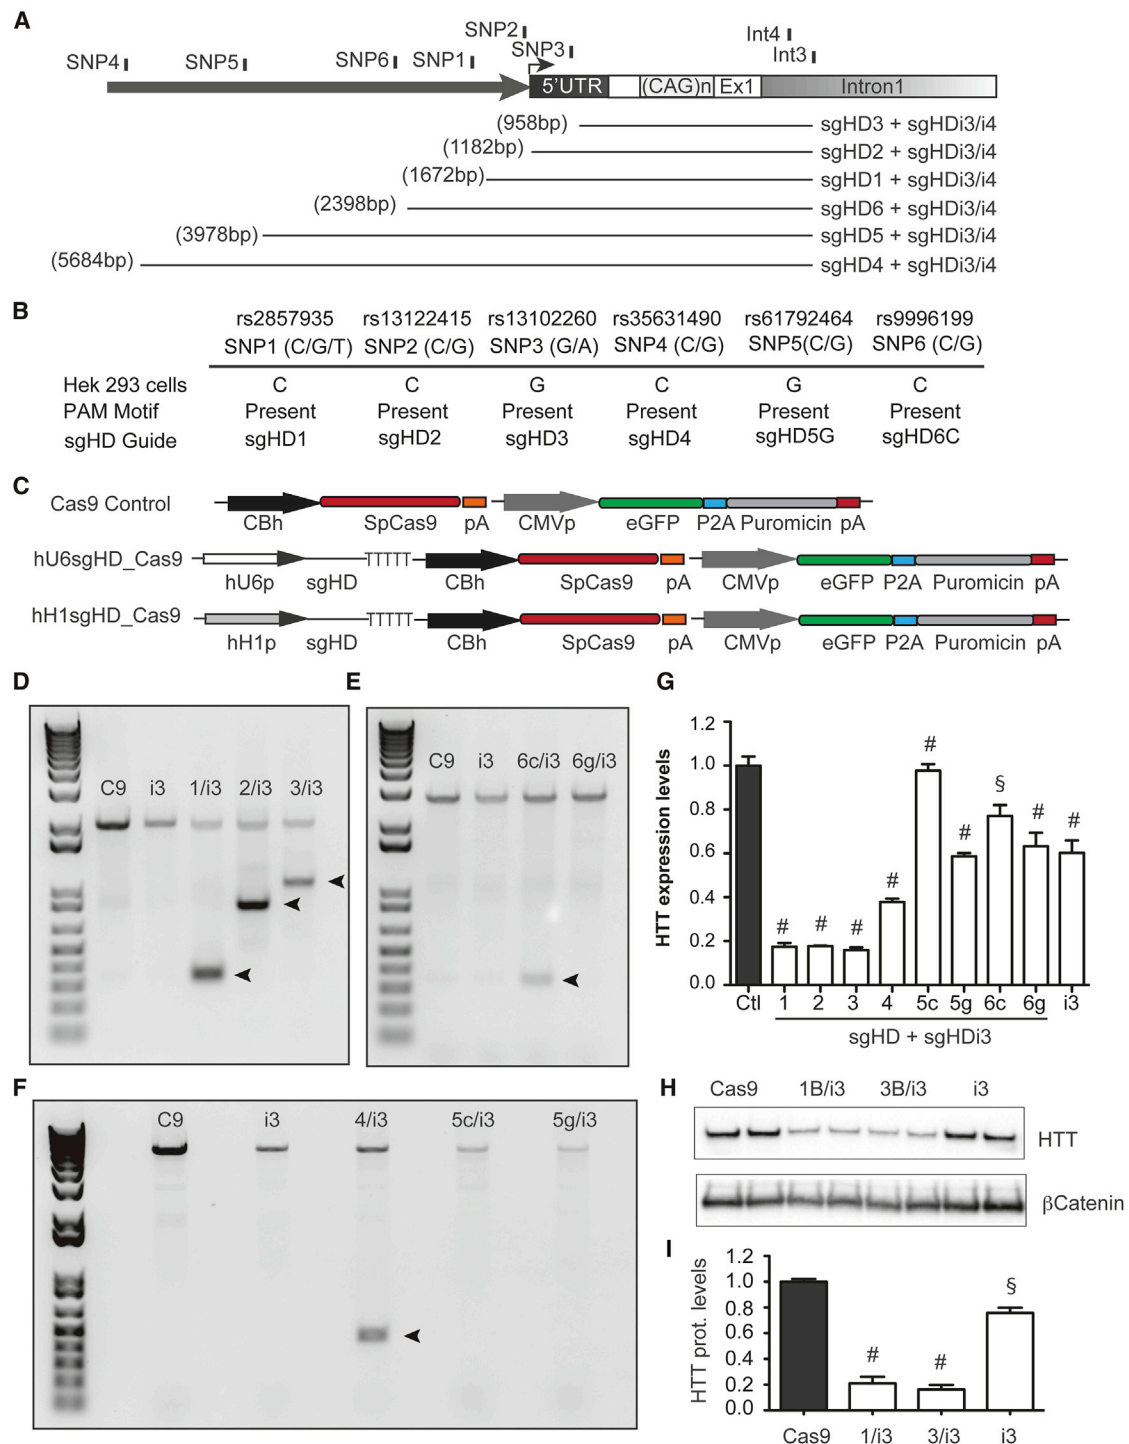 A
SNP4
SNP5
SNP6
SNP1
SNP2
SNP3
Int4
Int3
5'UTR
(CAG)n
Ex1
Intron1
(958bp)
sgHD3 + sgHDi3/i4
(1182bp)
sgHD2 + sgHDi3/i4
(1672bp)
sgHD1 + sgHDi3/i4
(2398bp)
sgHD6 + sgHDi3/i4
(3978bp)
sgHD5 + sgHDi3/i4
(5684bp)
sgHD4 + sgHDi3/i4
B
rs2857935 rs13122415 rs13102260 rs35631490 rs61792464 rs9996199
SNP1 (C/G/T) SNP2 (C/G) SNP3 (G/A) SNP4 (C/G) SNP5(C/G) SNP6 (C/G)
Hek 293 cells C C G C G C
PAM Motif Present Present Present Present Present Present
sgHD Guide sgHD1 sgHD2 sgHD3 sgHD4 sgHD5G sgHD6C
C
Cas9 Control
CBh SpCas9 pA CMVp eGFP P2A Puromicin pA
hU6sgHD_Cas9 TTTTT
hU6p sgHD CBh SpCas9 pA CMVp eGFP P2A Puromicin pA
hH1sgHD_Cas9 TTTTT
hH1p sgHD CBh SpCas9 pA CMVp eGFP P2A Puromicin pA
D
C9 i3 1/i3 2/i3 3/i3
E
C9 i3 6c/i3 6g/i3
G
HTT expression levels
1.2
1.0
0.8
0.6
0.4
0.2
0.0
# # # # # # § # #
Ctl 1 2 3 4 5c 5g 6c 6g i3
sgHD + sgHDi3
F
C9 i3 4/i3 5c/i3 5g/i3
H
Cas9 1B/i3 3B/i3 i3
HTT
βCatenin
I
HTT prot. levels
1.2
1.0
0.8
0.6
0.4
0.2
0.0
# # §
Cas9 1/i3 3/i3 i3